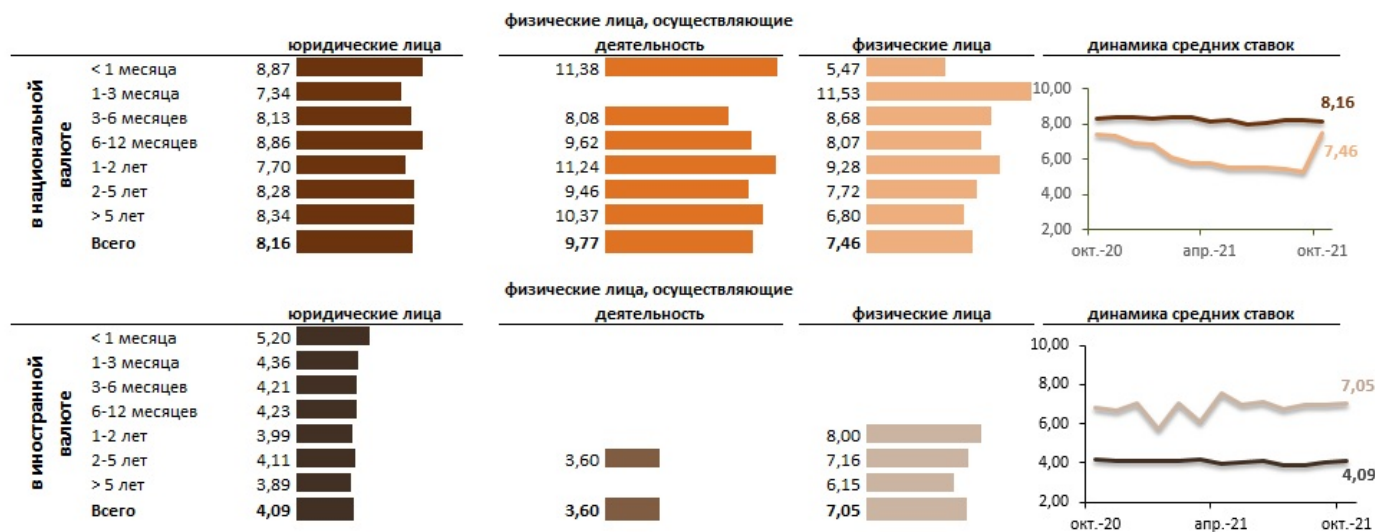 физические лица, осуществляющие
юридические лица деятельность физические лица динамика средних ставок
в национальной валюте
< 1 месяца 8,87 11,38 5,47
1-3 месяца 7,34 11,53
3-6 месяцев 8,13 8,08 8,68
6-12 месяцев 8,86 9,62 8,07
1-2 лет 7,70 11,24 9,28
2-5 лет 8,28 9,46 7,72
> 5 лет 8,34 10,37 6,80
Всего 8,16 9,77 7,46
10,00
8,16
8,00
7,46
6,00
4,00
2,00
окт.-20 апр.-21 окт.-21
физические лица, осуществляющие
юридические лица деятельность физические лица динамика средних ставок
в иностранной валюте
< 1 месяца 5,20
1-3 месяца 4,36
3-6 месяцев 4,21
6-12 месяцев 4,23
1-2 лет 3,99 8,00
2-5 лет 4,11 3,60 7,16
> 5 лет 3,89 6,15
Всего 4,09 3,60 7,05
10,00
7,05
8,00
6,00
4,00
4,09
2,00
окт.-20 апр.-21 окт.-21